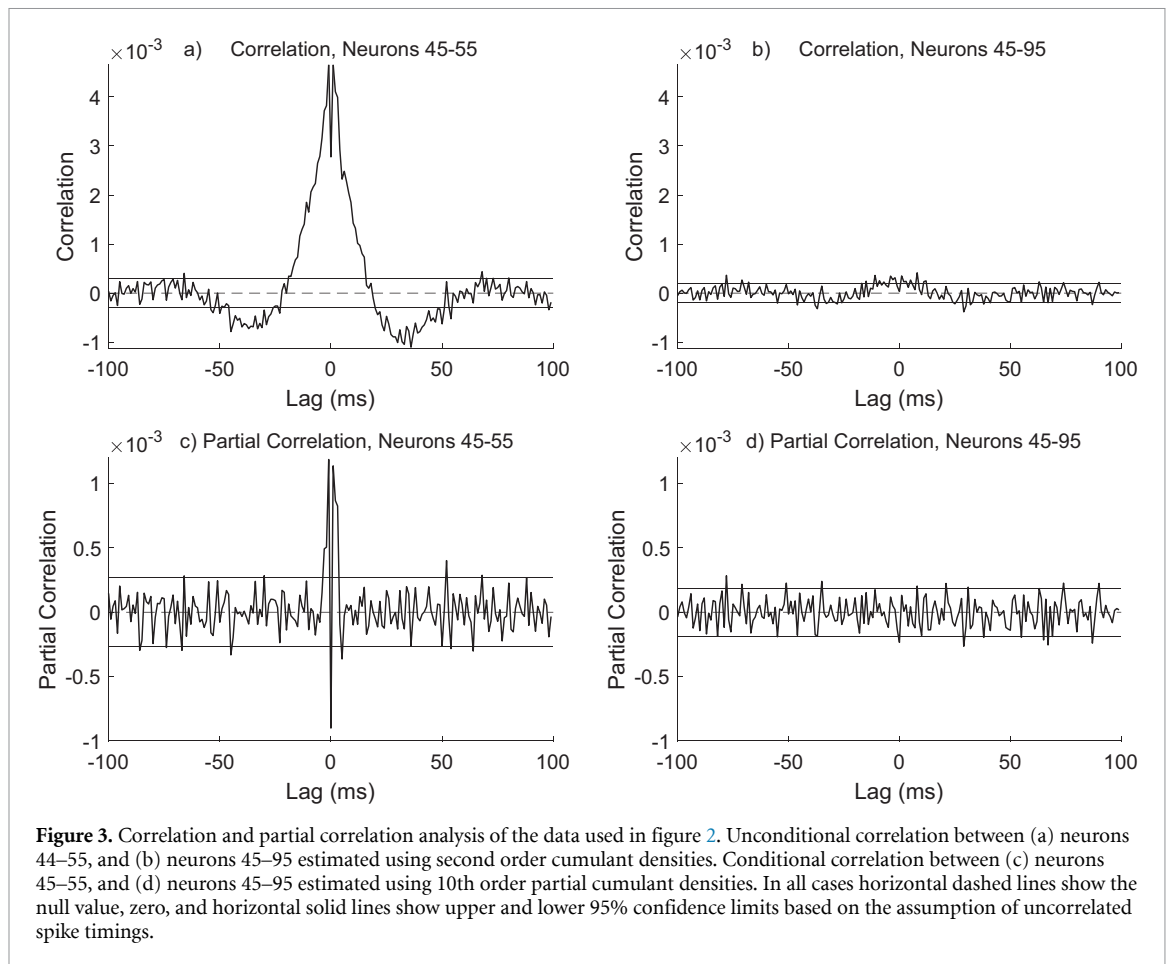 ×10⁻³ a) Correlation, Neurons 45-55
4
3
2
1
0
-1
Correlation
-100 -50 0 50 100
Lag (ms)
×10⁻³ b) Correlation, Neurons 45-95
4
3
2
1
0
-1
Correlation
-100 -50 0 50 100
Lag (ms)
×10⁻³ c) Partial Correlation, Neurons 45-55
1
0.5
0
-0.5
-1
Partial Correlation
-100 -50 0 50 100
Lag (ms)
×10⁻³ d) Partial Correlation, Neurons 45-95
1
0.5
0
-0.5
-1
Partial Correlation
-100 -50 0 50 100
Lag (ms)
Figure 3. Correlation and partial correlation analysis of the data used in figure 2. Unconditional correlation between (a) neurons
44–55, and (b) neurons 45–95 estimated using second order cumulant densities. Conditional correlation between (c) neurons
45–55, and (d) neurons 45–95 estimated using 10th order partial cumulant densities. In all cases horizontal dashed lines show the
null value, zero, and horizontal solid lines show upper and lower 95% confidence limits based on the assumption of uncorrelated
spike timings.